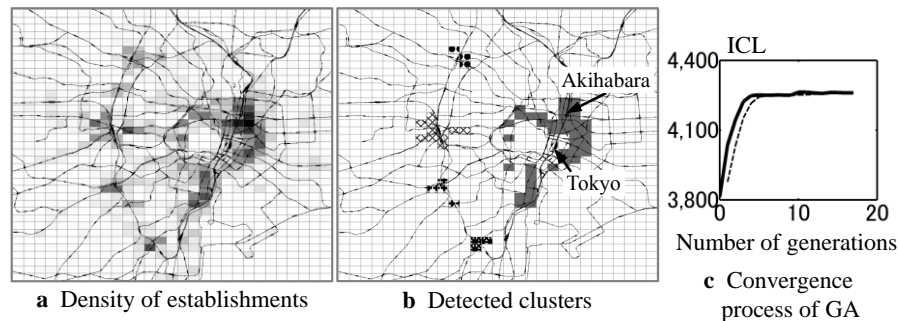 Akihabara
Tokyo
a Density of establishments
b Detected clusters
ICL
4,400
4,100
3,800
0
10
20
Number of generations
c Convergence
process of GA